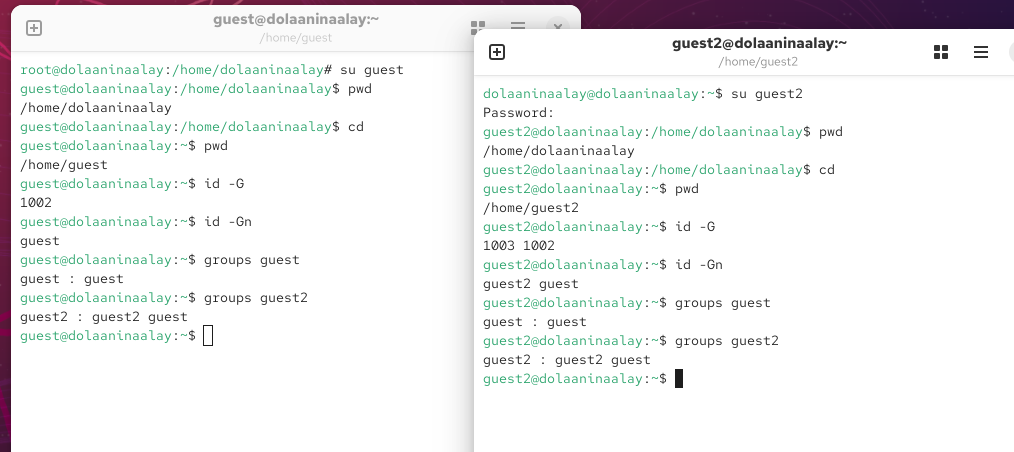 guest@dolaaninaalay:~
/home/guest
root@dolaaninaalay:/home/dolaaninaalay# su guest
guest@dolaaninaalay:/home/dolaaninaalay$ pwd
/home/dolaaninaalay
guest@dolaaninaalay:/home/dolaaninaalay$ cd
guest@dolaaninaalay:~$ pwd
/home/guest
guest@dolaaninaalay:~$ id -G
1002
guest@dolaaninaalay:~$ id -Gn
guest
guest@dolaaninaalay:~$ groups guest
guest : guest
guest@dolaaninaalay:~$ groups guest2
guest2 : guest2 guest
guest@dolaaninaalay:~$
guest2@dolaaninaalay:~
/home/guest2
dolaaninaalay@dolaaninaalay:~$ su guest2
Password:
guest2@dolaaninaalay:/home/dolaaninaalay$ pwd
/home/dolaaninaalay
guest2@dolaaninaalay:/home/dolaaninaalay$ cd
guest2@dolaaninaalay:~$ pwd
/home/guest2
guest2@dolaaninaalay:~$ id -G
1003 1002
guest2@dolaaninaalay:~$ id -Gn
guest2 guest
guest2@dolaaninaalay:~$ groups guest
guest : guest
guest2@dolaaninaalay:~$ groups guest2
guest2 : guest2 guest
guest2@dolaaninaalay:~$